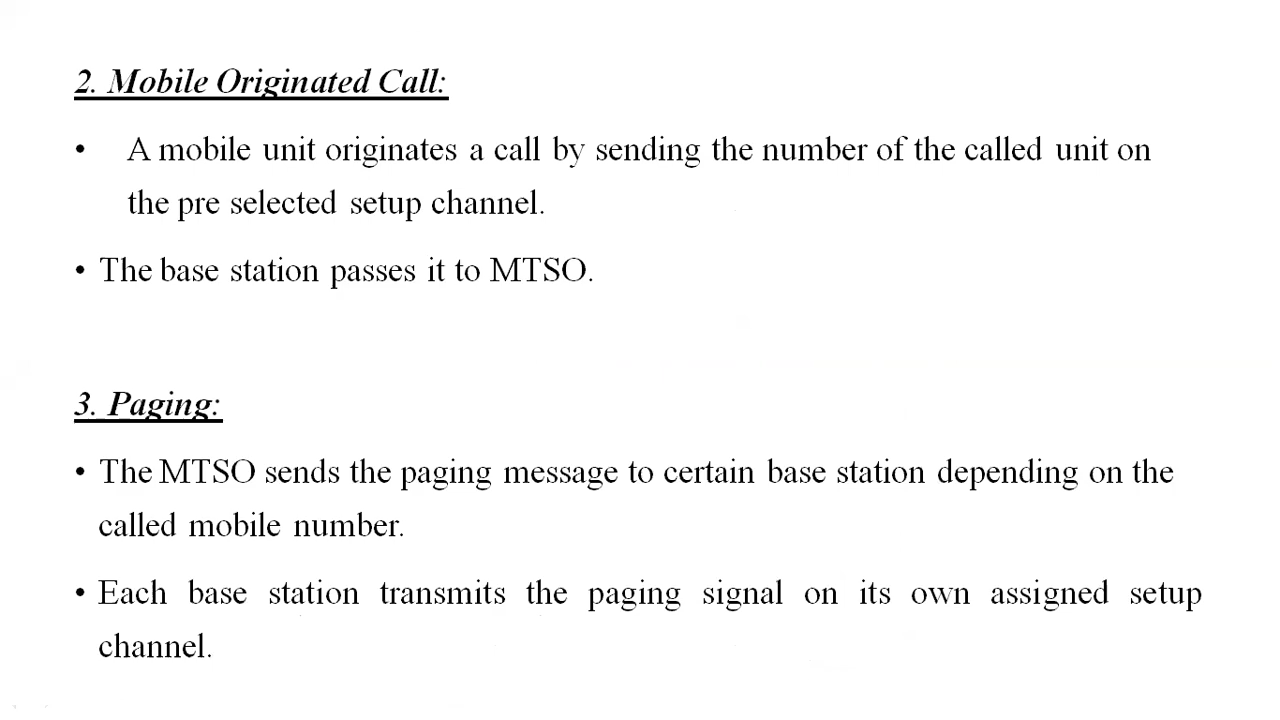 2. Mobile Originated Call:
• A mobile unit originates a call by sending the number of the called unit on
the pre selected setup channel.
• The base station passes it to MTSO.
3. Paging:
• The MTSO sends the paging message to certain base station depending on the
called mobile number.
• Each base station transmits the paging signal on its own assigned setup
channel.